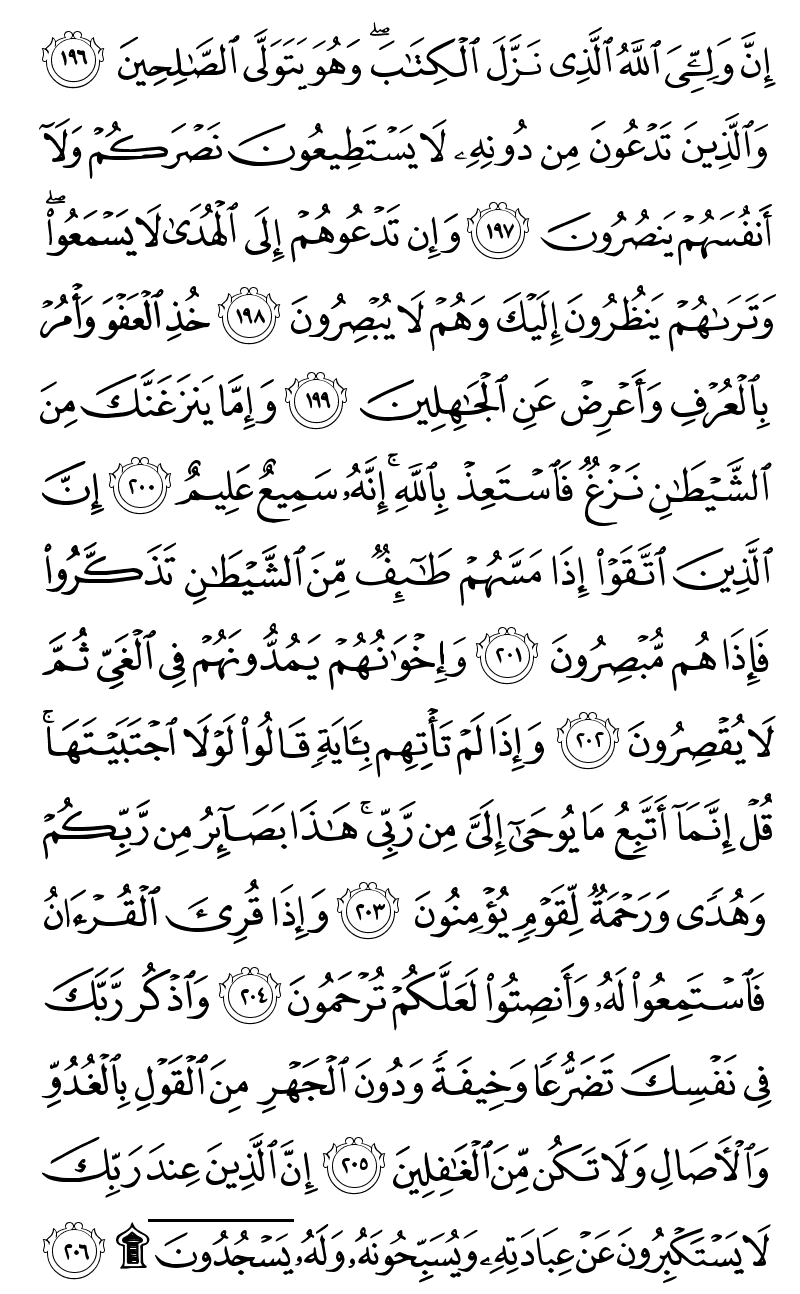 إِنَّ وَلِـِّۧيَ ٱللَّهُ ٱلَّذِى نَزَّلَ ٱلْكِتَٰبَ ۖ وَهُوَ يَتَوَلَّى ٱلصَّٰلِحِينَ ١٩٦
وَٱلَّذِينَ تَدْعُونَ مِن دُونِهِۦ لَا يَسْتَطِيعُونَ نَصْرَكُمْ وَلَآ
أَنفُسَهُمْ يَنصُرُونَ ١٩٧ وَإِن تَدْعُوهُمْ إِلَى ٱلْهُدَىٰ لَا يَسْمَعُوا۟ ۖ
وَتَرَىٰهُمْ يَنظُرُونَ إِلَيْكَ وَهُمْ لَا يُبْصِرُونَ ١٩٨ خُذِ ٱلْعَفْوَ وَأْمُرْ
بِٱلْعُرْفِ وَأَعْرِضْ عَنِ ٱلْجَٰهِلِينَ ١٩٩ وَإِمَّا يَنزَغَنَّكَ مِنَ
ٱلشَّيْطَٰنِ نَزْغٌ فَٱسْتَعِذْ بِٱللَّهِ ۚ إِنَّهُۥ سَمِيعٌ عَلِيمٌ ٢٠٠ إِنَّ
ٱلَّذِينَ ٱتَّقَوْا۟ إِذَا مَسَّهُمْ طَٰٓئِفٌ مِّنَ ٱلشَّيْطَٰنِ تَذَكَّرُوا۟
فَإِذَا هُم مُّبْصِرُونَ ٢٠١ وَإِخْوَٰنُهُمْ يَمُدُّونَهُمْ فِى ٱلْغَىِّ ثُمَّ
لَا يُقْصِرُونَ ٢٠٢ وَإِذَا لَمْ تَأْتِهِم بِـَٔايَةٍ قَالُوا۟ لَوْلَا ٱجْتَبَيْتَهَا ۚ
قُلْ إِنَّمَآ أَتَّبِعُ مَا يُوحَىٰٓ إِلَىَّ مِن رَّبِّى ۚ هَٰذَا بَصَآئِرُ مِن رَّبِّكُمْ
وَهُدًى وَرَحْمَةٌ لِّقَوْمٍ يُؤْمِنُونَ ٢٠٣ وَإِذَا قُرِئَ ٱلْقُرْءَانُ
فَٱسْتَمِعُوا۟ لَهُۥ وَأَنصِتُوا۟ لَعَلَّكُمْ تُرْحَمُونَ ٢٠٤ وَٱذْكُر رَّبَّكَ
فِى نَفْسِكَ تَضَرُّعًا وَخِيفَةً وَدُونَ ٱلْجَهْرِ مِنَ ٱلْقَوْلِ بِٱلْغُدُوِّ
وَٱلْءَاصَالِ وَلَا تَكُن مِّنَ ٱلْغَٰفِلِينَ ٢٠٥ إِنَّ ٱلَّذِينَ عِندَ رَبِّكَ
لَا يَسْتَكْبِرُونَ عَنْ عِبَادَتِهِۦ وَيُسَبِّحُونَهُۥ وَلَهُۥ يَسْجُدُونَ ۩ ٢٠٦